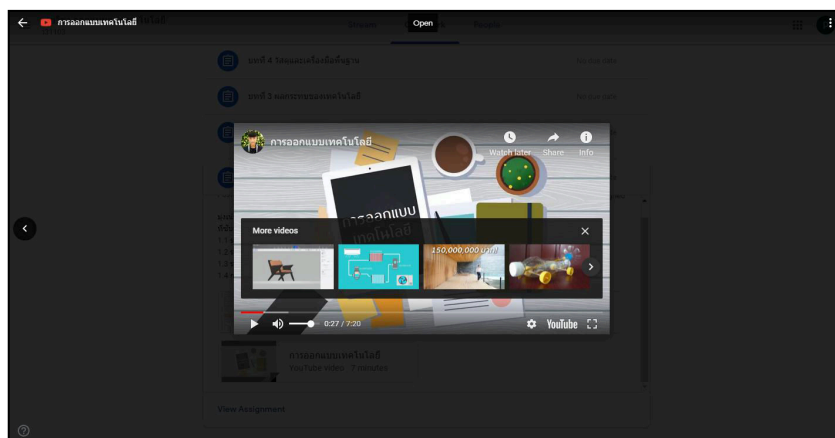 การออกแบบเทคโนโลยี
Open
People
บทที่ 4 วัสดุและเครื่องมือพื้นฐาน
No due date
บทที่ 3 ผลกระทบของเทคโนโลยี
No due date
การออกแบบเทคโนโลยี
Watch later
Share
Info
การออกแบบ
เทคโนโลยี
More videos
150,000,000 บาท!!
0:27 / 7:20
YouTube
การออกแบบเทคโนโลยี
YouTube video 7 minutes
View Assignment